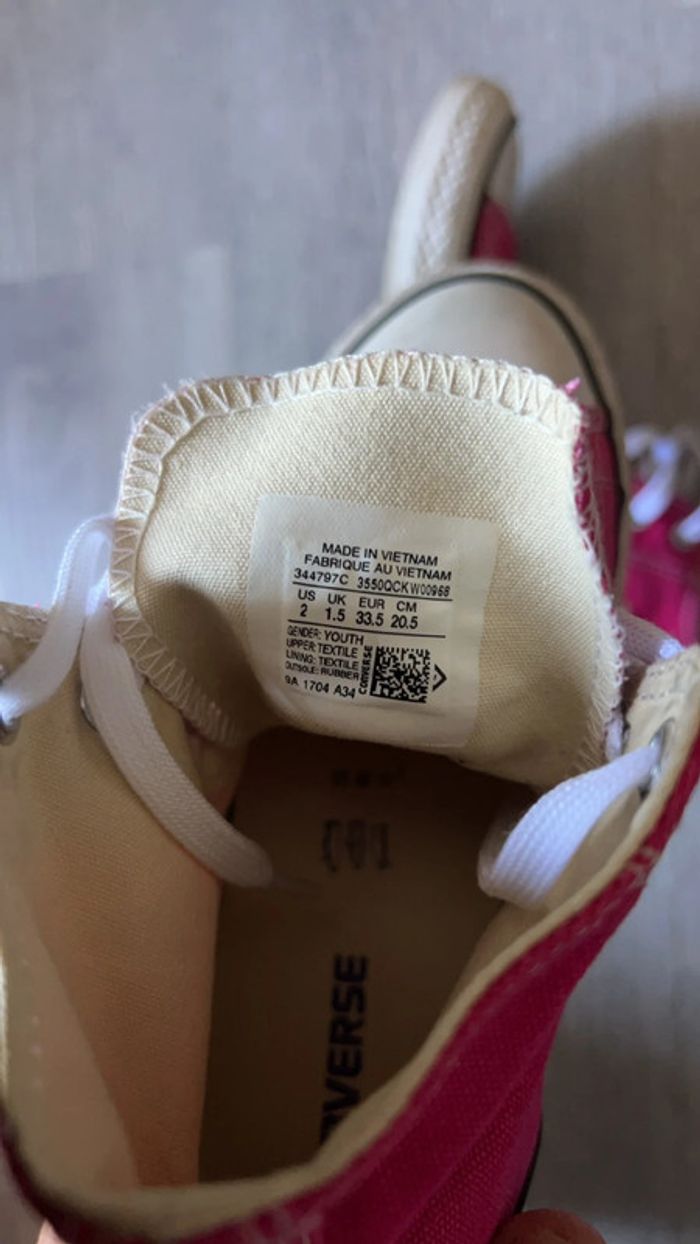 MADE IN VIETNAM
FABRIQUE AU VIETNAM
344797C 3550QCKW00968
US UK EUR CM
2 1.5 33.5 20.5
GENDER: YOUTH
UPPER: TEXTILE
LINING: TEXTILE
OUTSOLE: RUBBER
9A 1704 A34
CONVERSE
VERSE